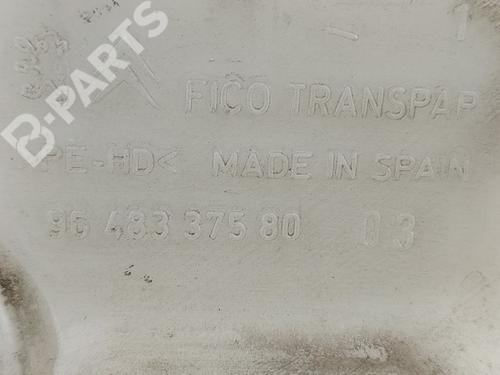 B-PARTS
FICO TRANSPAR
PE-HD< MADE IN SPAIN
96 483 375 80 03